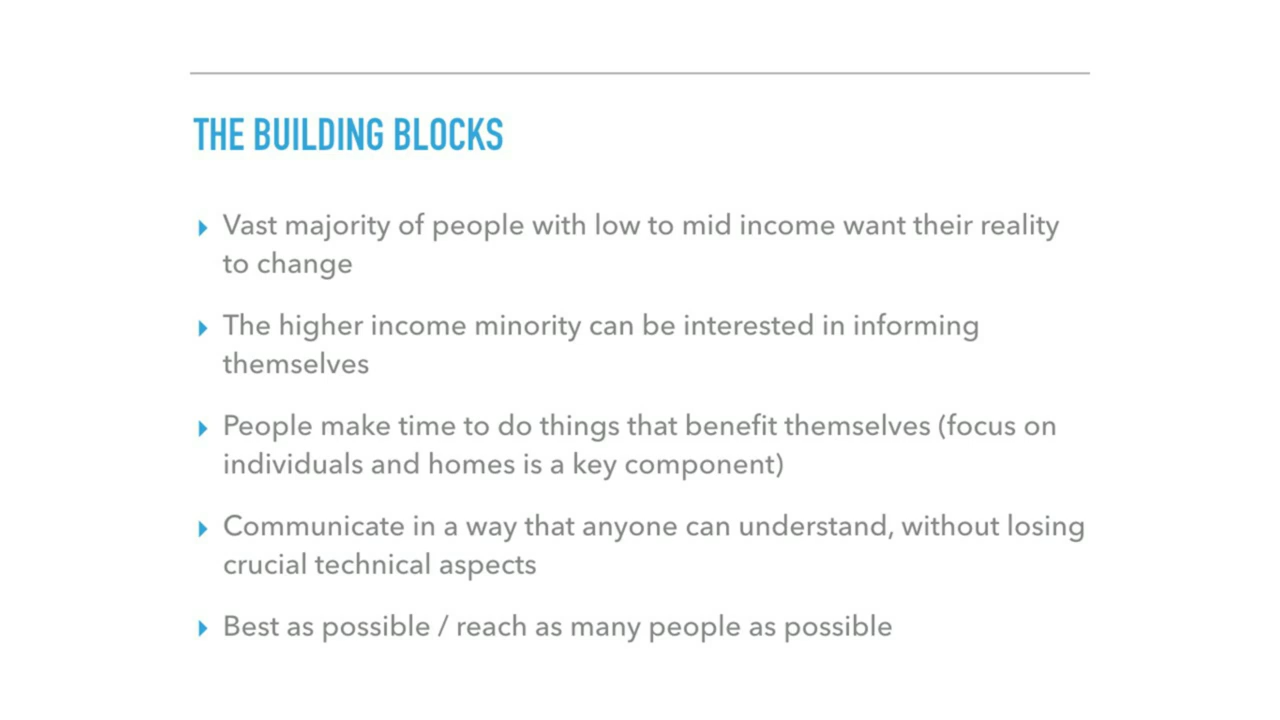 THE BUILDING BLOCKS
▸ Vast majority of people with low to mid income want their reality
to change
▸ The higher income minority can be interested in informing
themselves
▸ People make time to do things that benefit themselves (focus on
individuals and homes is a key component)
▸ Communicate in a way that anyone can understand, without losing
crucial technical aspects
▸ Best as possible / reach as many people as possible